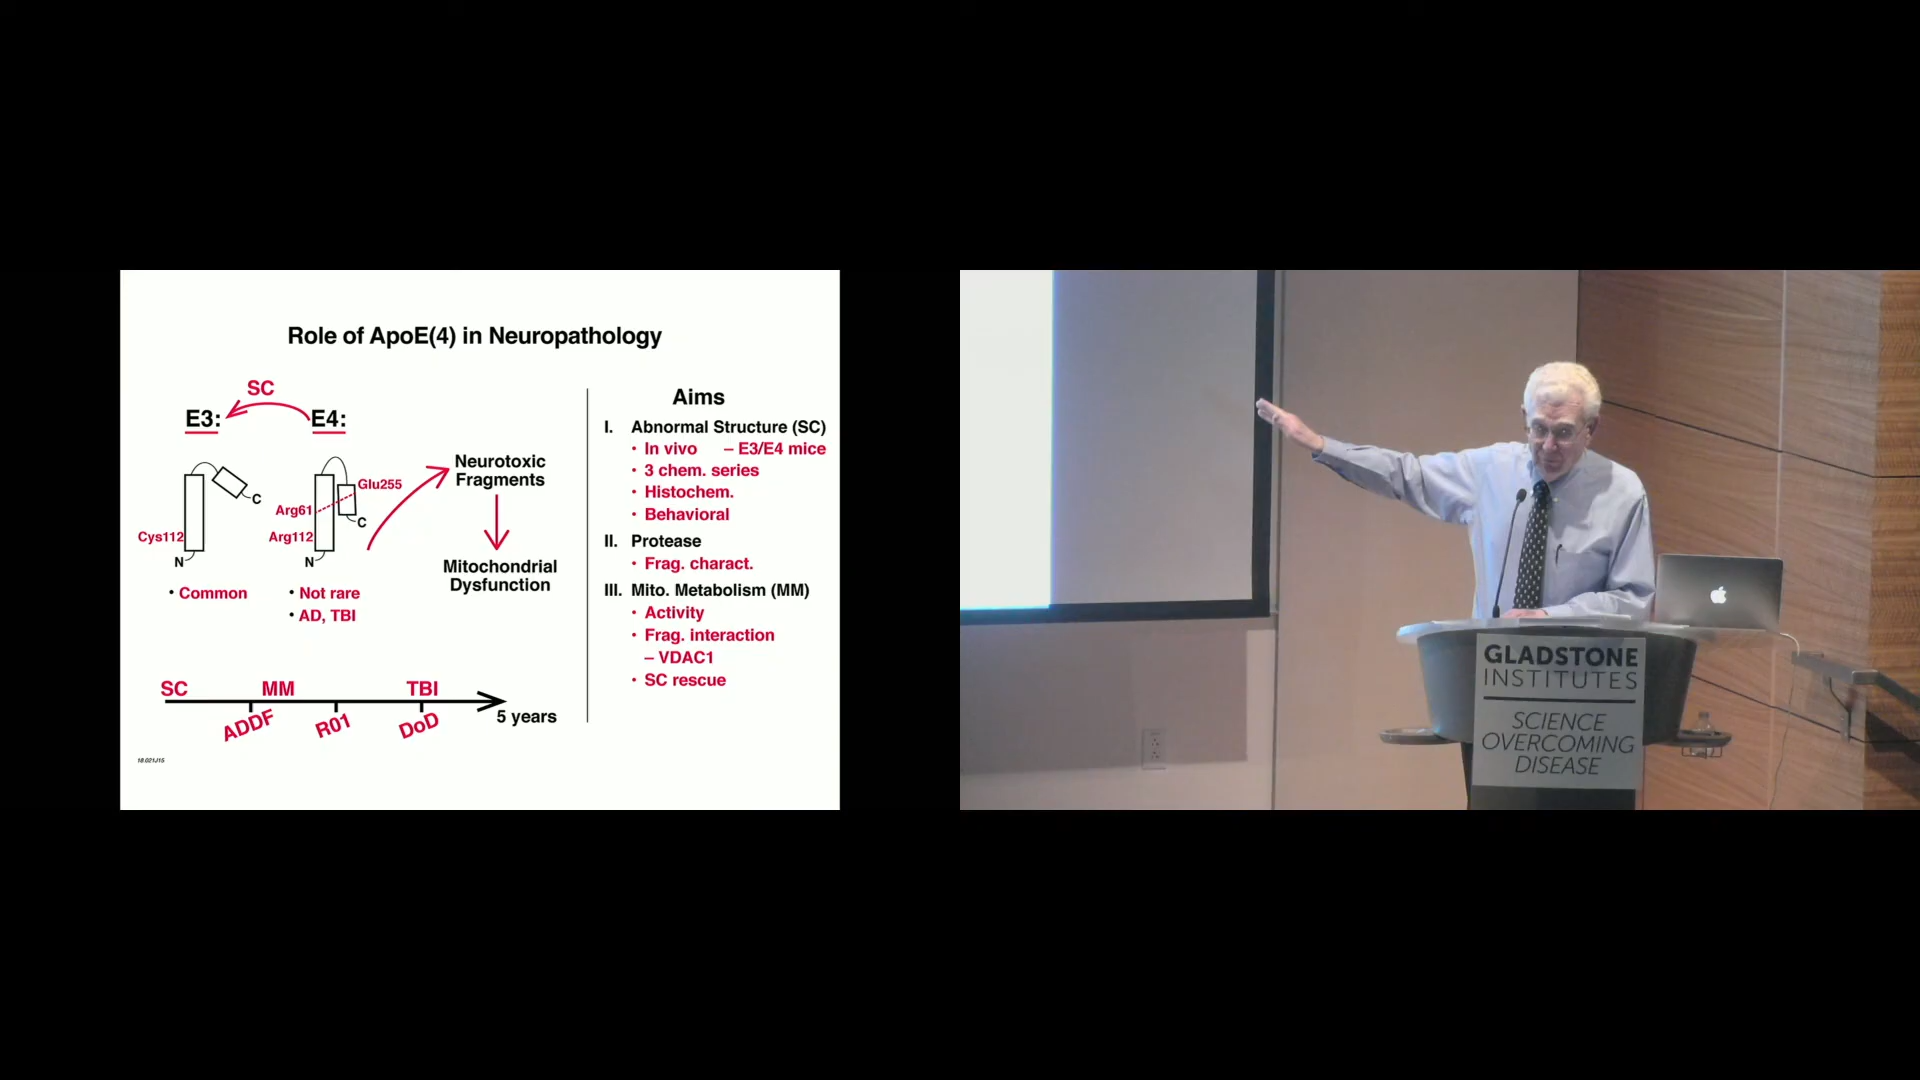 Role of ApoE(4) in Neuropathology
SC
E3:
E4:
Cys112
N
C
Arg61
Arg112
Glu255
N
C
• Common
• Not rare
• AD, TBI
Neurotoxic
Fragments
Mitochondrial
Dysfunction
SC MM TBI
ADDF R01 DoD
5 years
18.021J15
Aims
I. Abnormal Structure (SC)
• In vivo – E3/E4 mice
• 3 chem. series
• Histochem.
• Behavioral
II. Protease
• Frag. charact.
III. Mito. Metabolism (MM)
• Activity
• Frag. interaction
– VDAC1
• SC rescue
GLADSTONE
INSTITUTES
SCIENCE
OVERCOMING
DISEASE